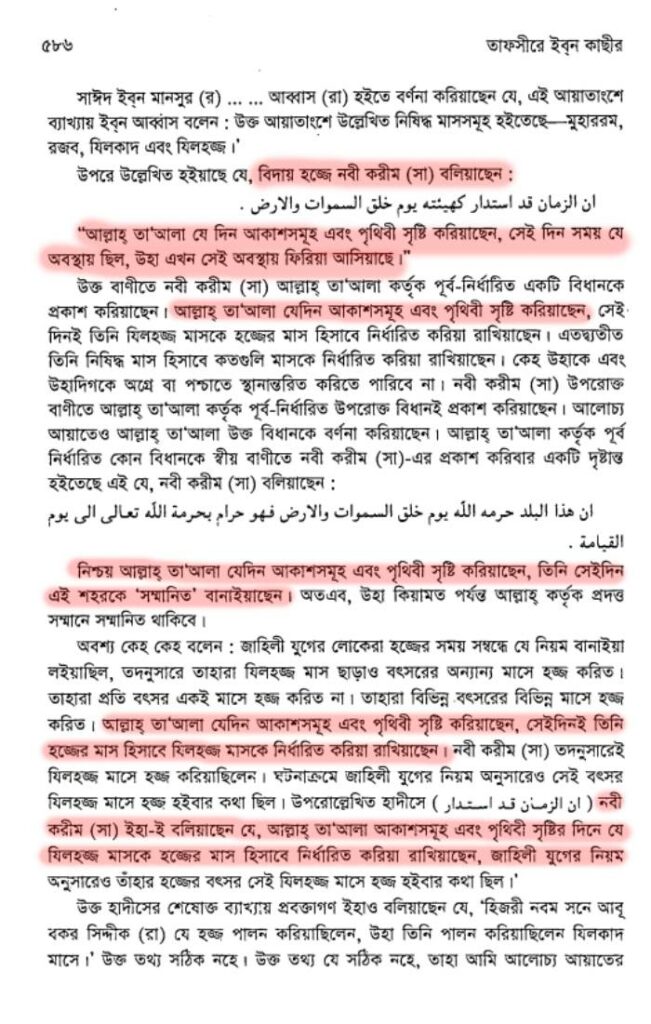 ৫৮৬ তাফসীরে ইব্‌ন কাছীর
সাঈদ ইব্‌ন মানসুর (র) ... ... আব্বাস (রা) হইতে বর্ণনা করিয়াছেন যে, এই আয়াতাংশে
ব্যাখ্যায় ইব্‌ন আব্বাস বলেন : উক্ত আয়াতাংশে উল্লেখিত নিষিদ্ধ মাসসমূহ হইতেছে—মুহাররম,
রজব, যিলকাদ এবং যিলহজ্জ।'
উপরে উল্লেখিত হইয়াছে যে, বিদায় হজ্জে নবী করীম (সা) বলিয়াছেন :
ان الزمان قد استدار كهيئته يوم خلق السموات والارض .
“আল্লাহ্ তা‘আলা যে দিন আকাশসমূহ এবং পৃথিবী সৃষ্টি করিয়াছেন, সেই দিন সময় যে
অবস্থায় ছিল, উহা এখন সেই অবস্থায় ফিরিয়া আসিয়াছে।”
উক্ত বাণীতে নবী করীম (সা) আল্লাহ্ তা‘আলা কর্তৃক পূর্ব-নির্ধারিত একটি বিধানকে
প্রকাশ করিয়াছেন। আল্লাহ্ তা‘আলা যেদিন আকাশসমূহ এবং পৃথিবী সৃষ্টি করিয়াছেন, সেই
দিনই তিনি যিলহজ্জ মাসকে হজ্জের মাস হিসাবে নির্ধারিত করিয়া রাখিয়াছেন। এতদ্ব্যতীত
তিনি নিষিদ্ধ মাস হিসাবে কতগুলি মাসকে নির্ধারিত করিয়া রাখিয়াছেন। কেহ উহাকে এবং
উহাদিগকে অগ্রে বা পশ্চাতে স্থানান্তরিত করিতে পারিবে না। নবী করীম (সা) উপরোক্ত
বাণীতে আল্লাহ্ তা‘আলা কর্তৃক পূর্ব-নির্ধারিত উপরোক্ত বিধানই প্রকাশ করিয়াছেন। আলোচ্য
আয়াতেও আল্লাহ্ তা‘আলা উক্ত বিধানকে বর্ণনা করিয়াছেন। আল্লাহ্ তা‘আলা কর্তৃক পূর্ব
নির্ধারিত কোন বিধানকে স্বীয় বাণীতে নবী করীম (সা)-এর প্রকাশ করিবার একটি দৃষ্টান্ত
হইতেছে এই যে, নবী করীম (সা) বলিয়াছেন :
ان هذا البلد حرمه الله يوم خلق السموات والارض فهو حرام بحرمة الله تعالى الى يوم
القيامة .
নিশ্চয় আল্লাহ্ তা‘আলা যেদিন আকাশসমূহ এবং পৃথিবী সৃষ্টি করিয়াছেন, তিনি সেইদিন
এই শহরকে ‘সম্মানিত’ বানাইয়াছেন। অতএব, উহা কিয়ামত পর্যন্ত আল্লাহ্ কর্তৃক প্রদত্ত
সম্মানে সম্মানিত থাকিবে।
অবশ্য কেহ কেহ বলেন : জাহিলী যুগের লোকেরা হজ্জের সময় সম্বন্ধে যে নিয়ম বানাইয়া
লইয়াছিল, তদনুসারে তাহারা যিলহজ্জ মাস ছাড়াও বৎসরের অন্যান্য মাসে হজ্জ করিত।
তাহারা প্রতি বৎসর একই মাসে হজ্জ করিত না। তাহারা বিভিন্ন বৎসরের বিভিন্ন মাসে হজ্জ
করিত। আল্লাহ্ তা‘আলা যেদিন আকাশসমূহ এবং পৃথিবী সৃষ্টি করিয়াছেন, সেইদিনই তিনি
হজ্জের মাস হিসাবে যিলহজ্জ মাসকে নির্ধারিত করিয়া রাখিয়াছেন। নবী করীম (সা) তদনুসারেই
যিলহজ্জ মাসে হজ্জ করিয়াছিলেন। ঘটনাক্রমে জাহিলী যুগের নিয়ম অনুসারেও সেই বৎসর
যিলহজ্জ মাসে হজ্জ হইবার কথা ছিল। উপরোল্লেখিত হাদীসে (ان الزمان قد استدار) নবী
করীম (সা) ইহা-ই বলিয়াছেন যে, আল্লাহ্ তা‘আলা আকাশসমূহ এবং পৃথিবী সৃষ্টির দিনে যে
যিলহজ্জ মাসকে হজ্জের মাস হিসাবে নির্ধারিত করিয়া রাখিয়াছেন, জাহিলী যুগের নিয়ম
অনুসারেও তাঁহার হজ্জের বৎসর সেই যিলহজ্জ মাসে হজ্জ হইবার কথা ছিল।'
উক্ত হাদীসের শেষোক্ত ব্যাখ্যায় প্রবক্তাগণ ইহাও বলিয়াছেন যে, ‘হিজরী নবম সনে আবূ
বকর সিদ্দীক (রা) যে হজ্জ পালন করিয়াছিলেন, উহা তিনি পালন করিয়াছিলেন যিলকাদ
মাসে।’ উক্ত তথ্য সঠিক নহে। উক্ত তথ্য যে সঠিক নহে, তাহা আমি আলোচ্য আয়াতের